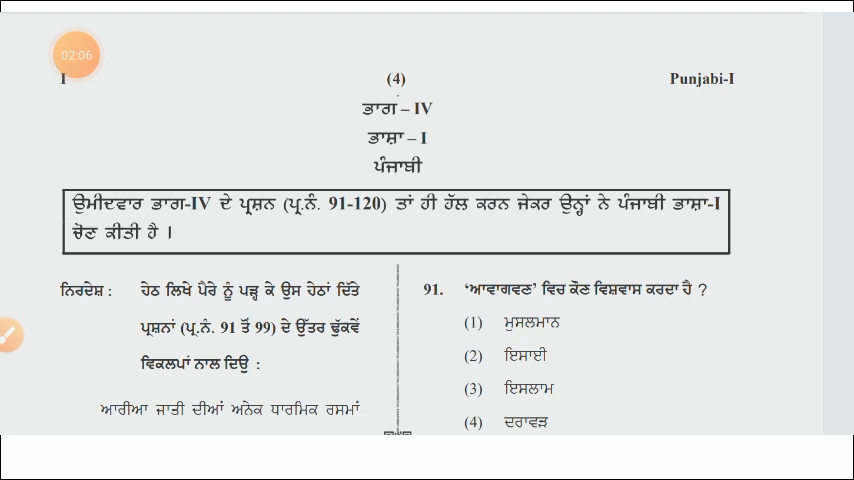 02:06
I (4) Punjabi-I
ਭਾਗ – IV
ਭਾਸ਼ਾ – I
ਪੰਜਾਬੀ
ਉਮੀਦਵਾਰ ਭਾਗ-IV ਦੇ ਪ੍ਰਸ਼ਨ (ਪ੍ਰ.ਨੰ. 91-120) ਤਾਂ ਹੀ ਹੱਲ ਕਰਨ ਜੇਕਰ ਉਨ੍ਹਾਂ ਨੇ ਪੰਜਾਬੀ ਭਾਸ਼ਾ-I
ਚੋਣ ਕੀਤੀ ਹੈ ।
ਨਿਰਦੇਸ਼ : ਹੇਠ ਲਿਖੇ ਪੈਰੇ ਨੂੰ ਪੜ੍ਹ ਕੇ ਉਸ ਹੇਠਾਂ ਦਿੱਤੇ
ਪ੍ਰਸ਼ਨਾਂ (ਪ੍ਰ.ਨੰ. 91 ਤੋਂ 99) ਦੇ ਉੱਤਰ ਢੁੱਕਵੇਂ
ਵਿਕਲਪਾਂ ਨਾਲ ਦਿਉ :
ਆਰੀਆ ਜਾਤੀ ਦੀਆਂ ਅਨੇਕ ਧਾਰਮਿਕ ਰਸਮਾਂ
91. ‘ਆਵਾਗਵਣ’ ਵਿਚ ਕੌਣ ਵਿਸ਼ਵਾਸ ਕਰਦਾ ਹੈ ?
(1) ਮੁਸਲਮਾਨ
(2) ਇਸਾਈ
(3) ਇਸਲਾਮ
(4) ਦਰਾਵੜ